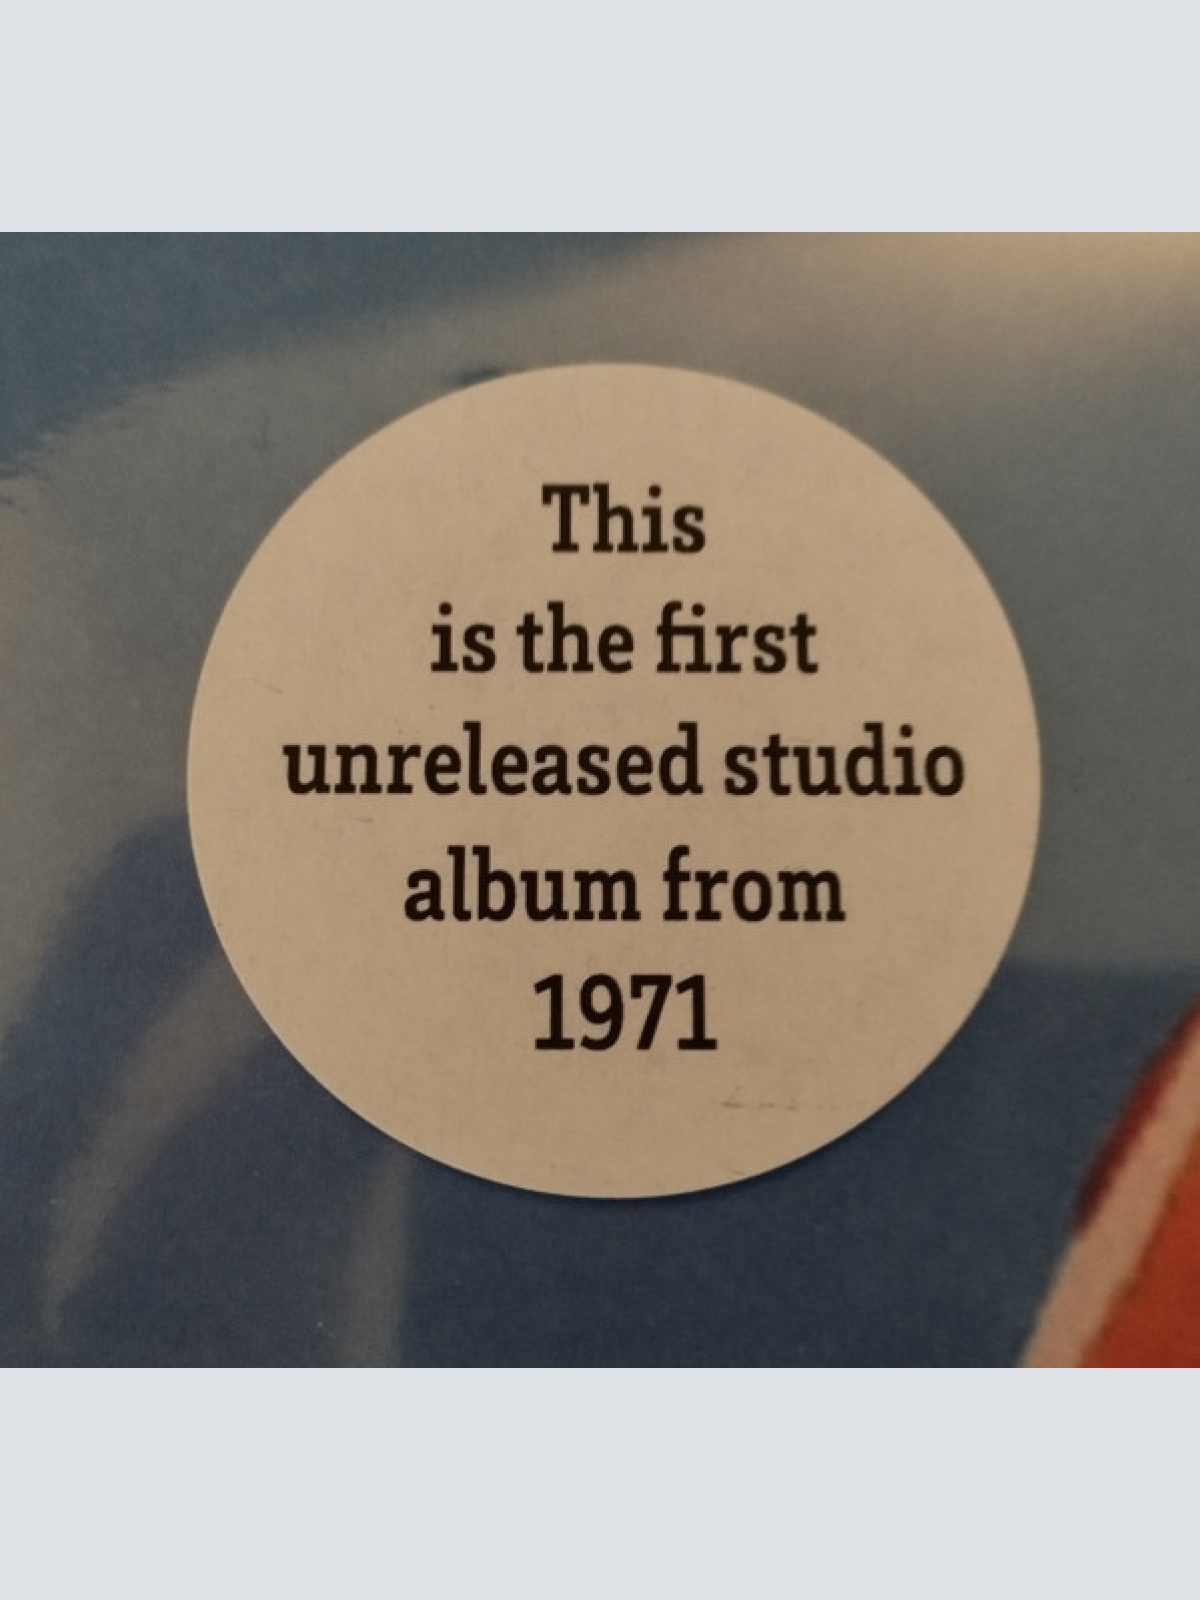 This
is the first
unreleased studio
album from
1971